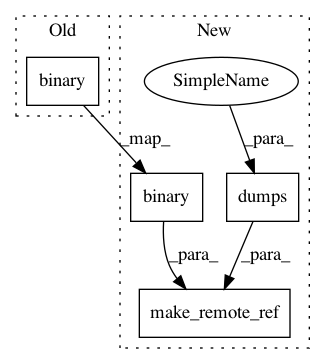 Old
New
binary
SimpleName
_map_
_para_
binary
dumps
_para_
_para_
make_remote_ref